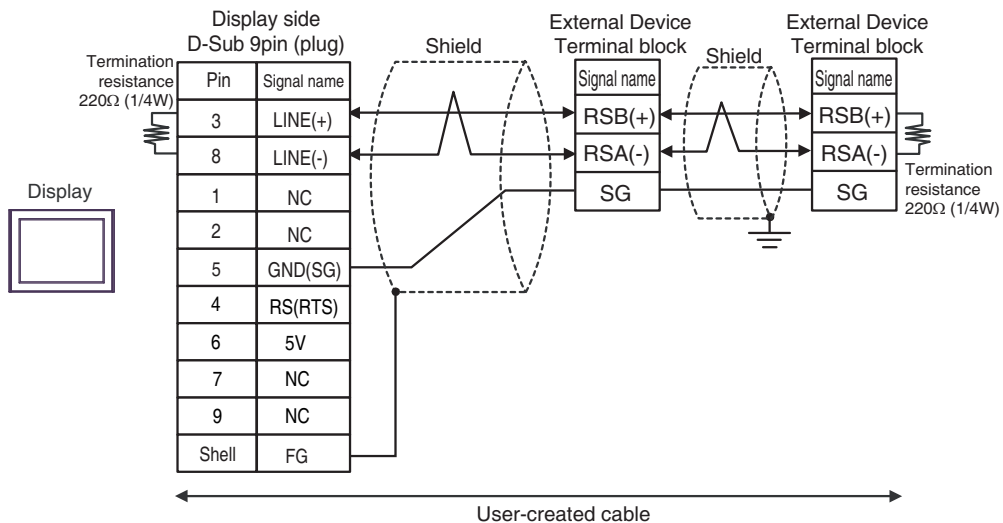 Display side
D-Sub 9pin (plug)
Termination
resistance
220Ω (1/4W)
Pin Signal name
3 LINE(+)
8 LINE(-)
1 NC
2 NC
5 GND(SG)
4 RS(RTS)
6 5V
7 NC
9 NC
Shell FG
Display
Shield
External Device
Terminal block
Signal name
RSB(+)
RSA(-)
SG
Shield
External Device
Terminal block
Signal name
RSB(+)
RSA(-)
SG
Termination
resistance
220Ω (1/4W)
User-created cable